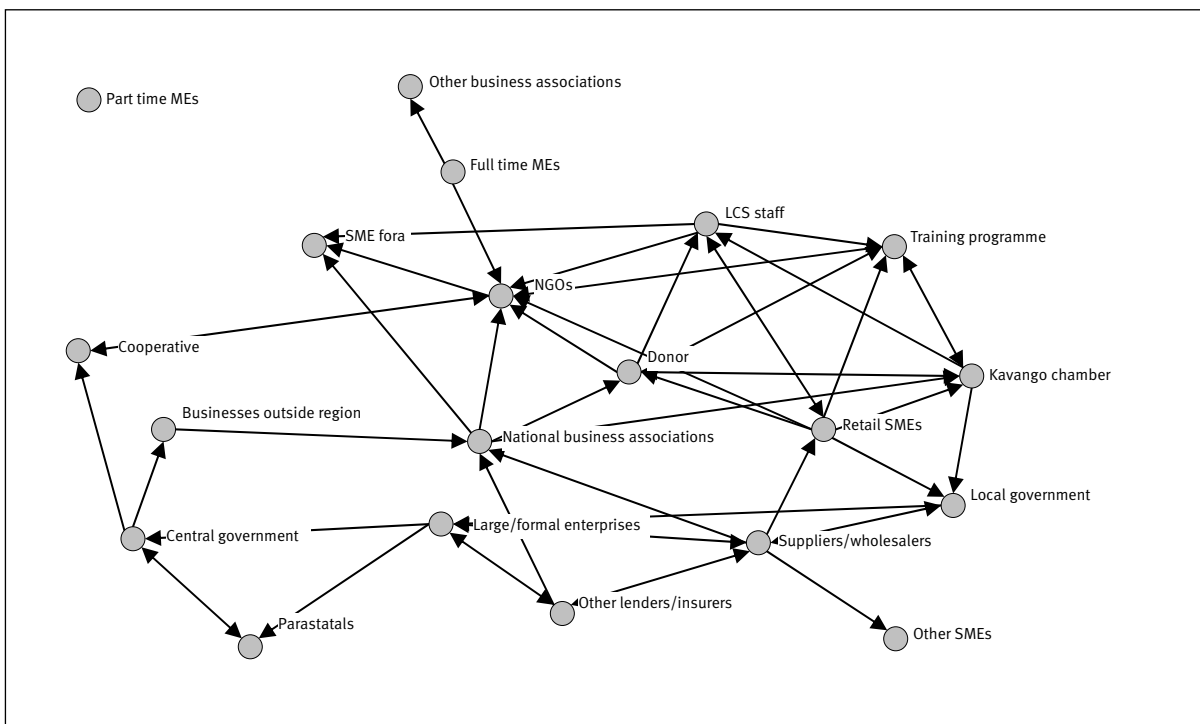 Other business associations
Part time MEs
Full time MEs
LCS staff
SME fora
Training programme
NGOs
Cooperative
Donor
Kavango chamber
Businesses outside region
Retail SMEs
National business associations
Local government
Large/formal enterprises
Central government
Suppliers/wholesalers
Other lenders/insurers
Parastatals
Other SMEs